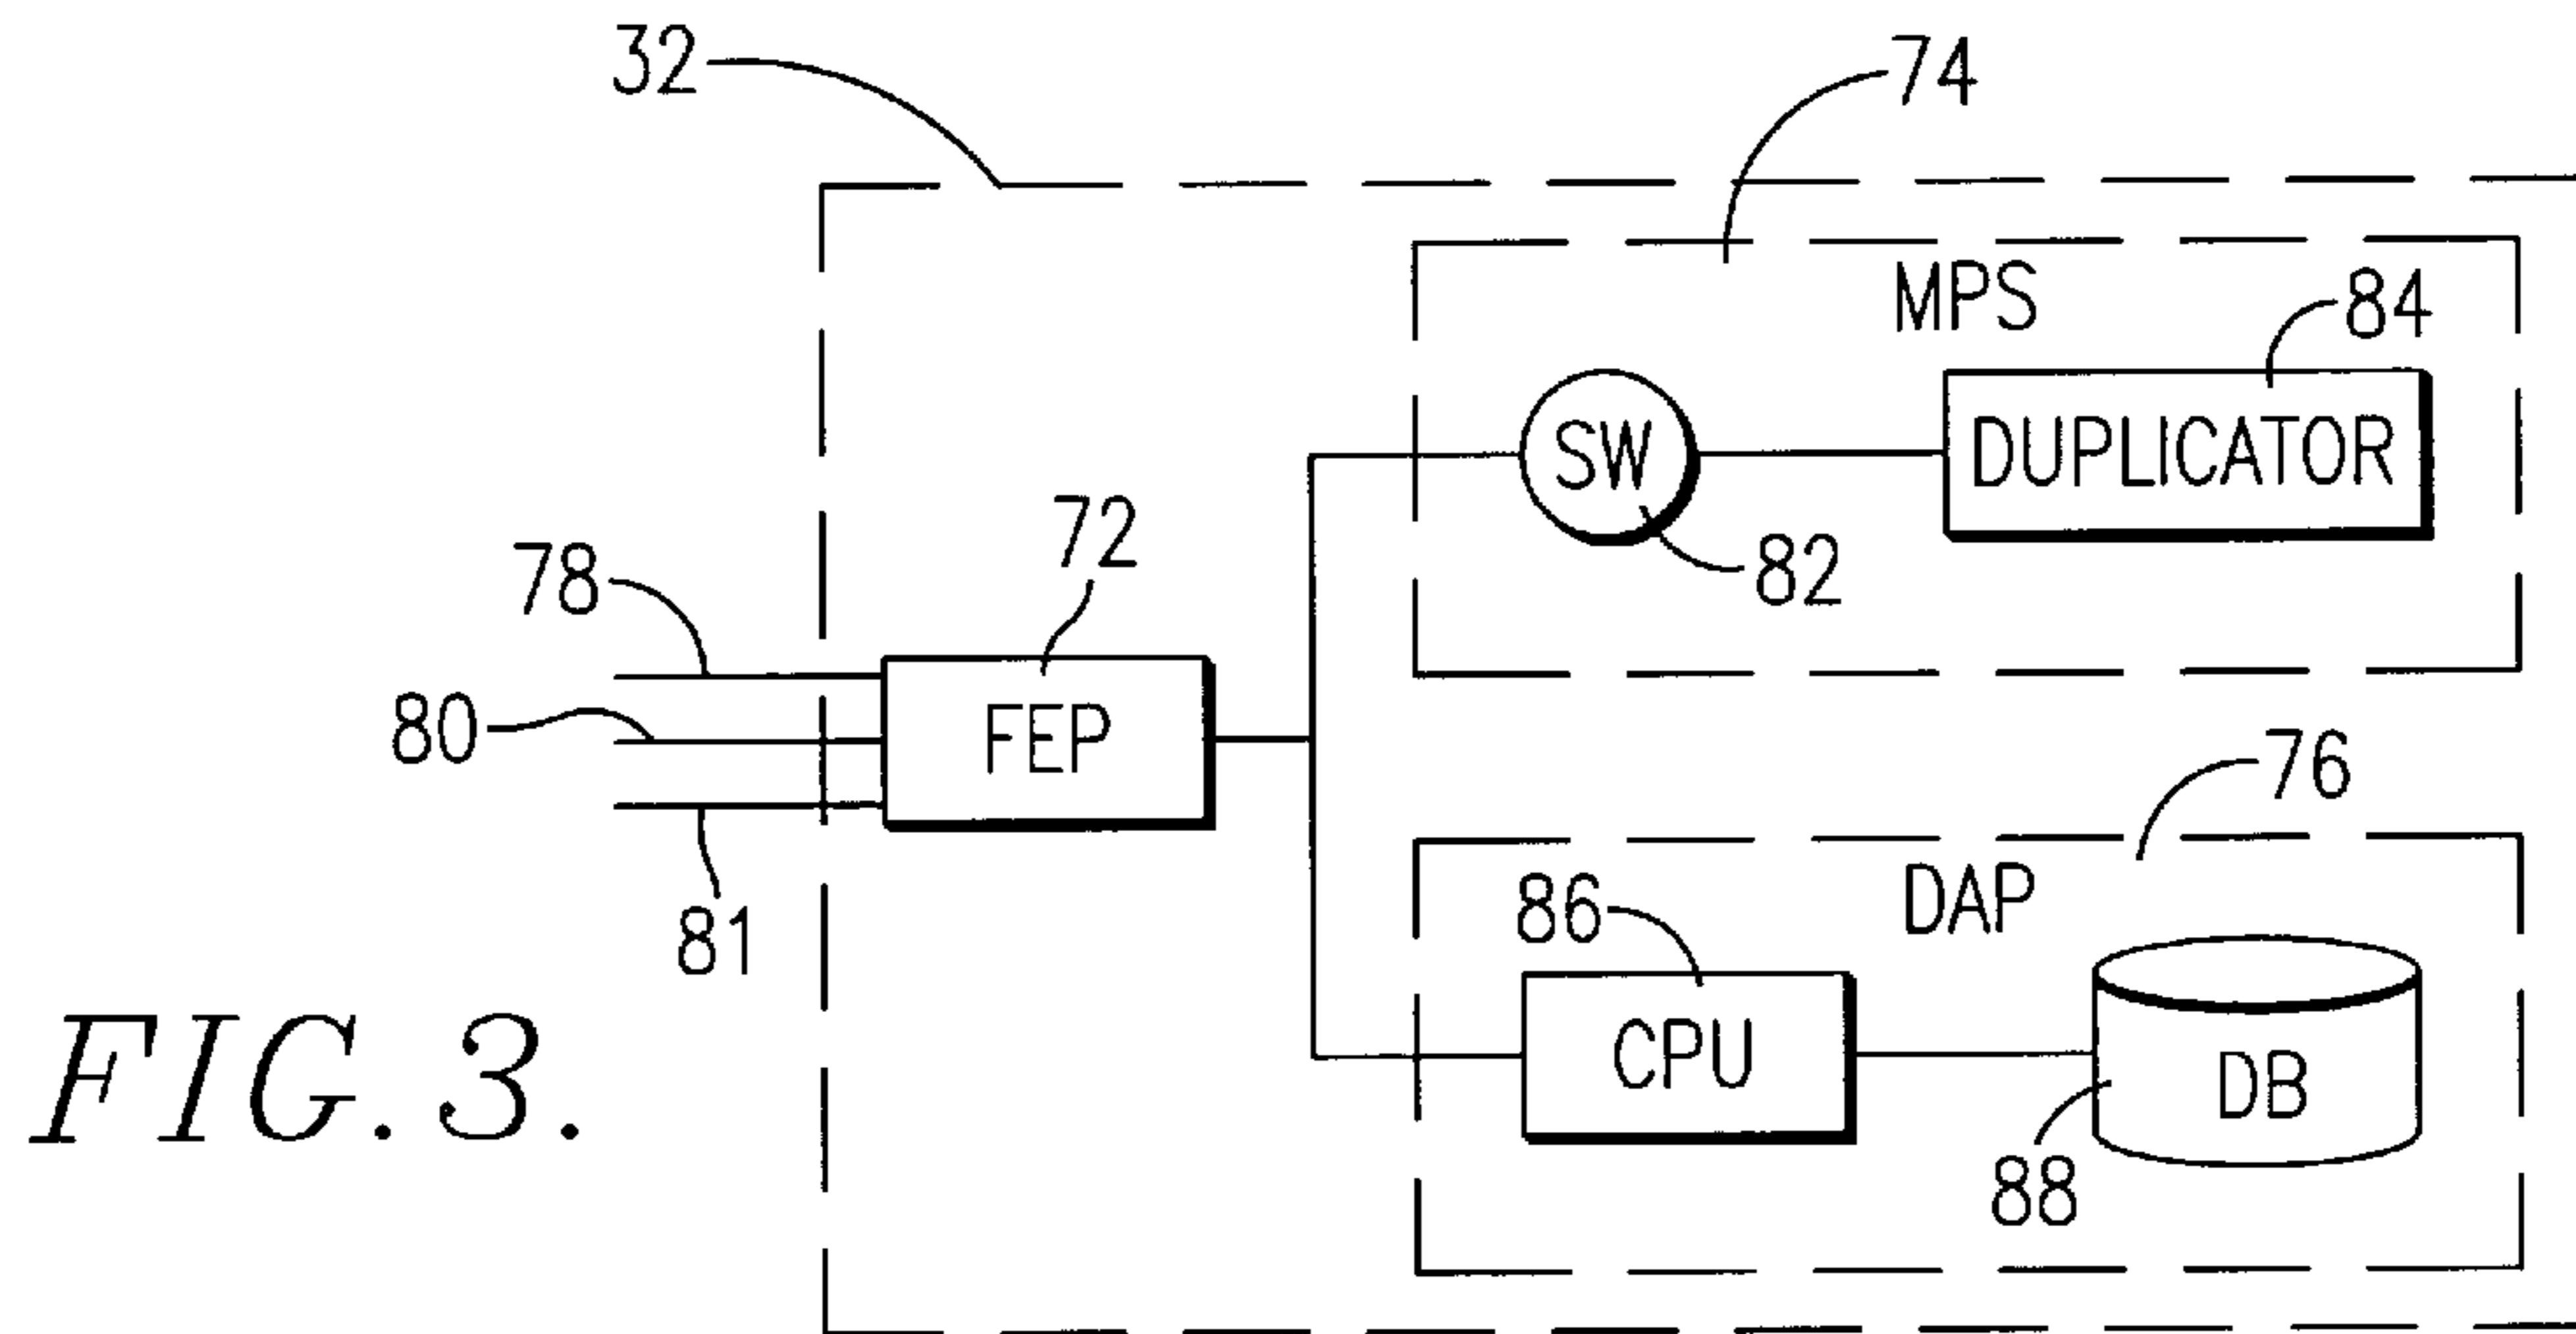 32
74
MPS
84
SW
DUPLICATOR
82
72
78
FEP
80
81
76
DAP
86
CPU
DB
88
FIG. 3.